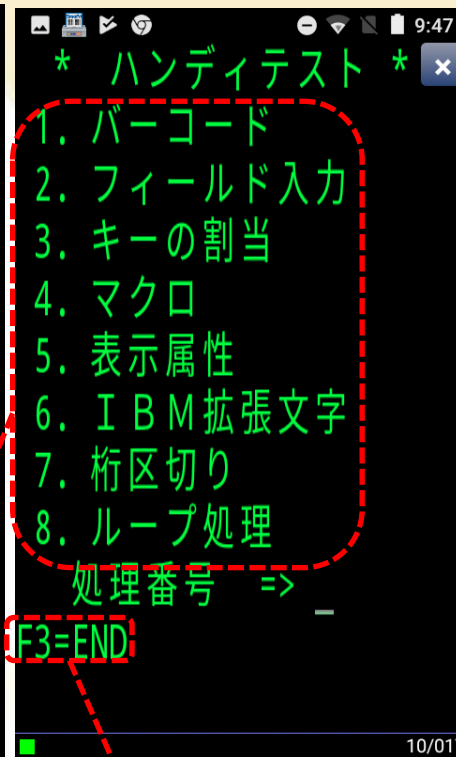 9:47
* ハンディテスト *
×
1. バーコード
2. フィールド入力
3. キーの割当
4. マクロ
5. 表示属性
6. IBM拡張文字
7. 桁区切り
8. ループ処理
処理番号 => _
F3=END